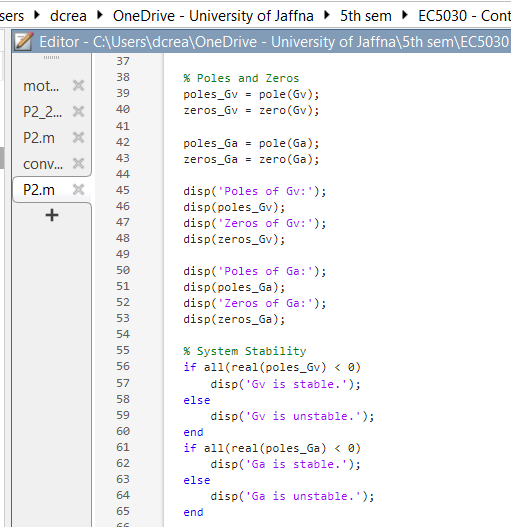 sers ▸ dcrea ▸ OneDrive - University of Jaffna ▸ 5th sem ▸ EC5030 - Cont
Editor - C:\Users\dcrea\OneDrive - University of Jaffna\5th sem\EC5030
mot...
P2_2...
P2.m
conv...
P2.m
37
38 % Poles and Zeros
39 poles_Gv = pole(Gv);
40 zeros_Gv = zero(Gv);
41
42 poles_Ga = pole(Ga);
43 zeros_Ga = zero(Ga);
44
45 disp('Poles of Gv:');
46 disp(poles_Gv);
47 disp('Zeros of Gv:');
48 disp(zeros_Gv);
49
50 disp('Poles of Ga:');
51 disp(poles_Ga);
52 disp('Zeros of Ga:');
53 disp(zeros_Ga);
54
55 % System Stability
56 if all(real(poles_Gv) < 0)
57 disp('Gv is stable.');
58 else
59 disp('Gv is unstable.');
60 end
61 if all(real(poles_Ga) < 0)
62 disp('Ga is stable.');
63 else
64 disp('Ga is unstable.');
65 end